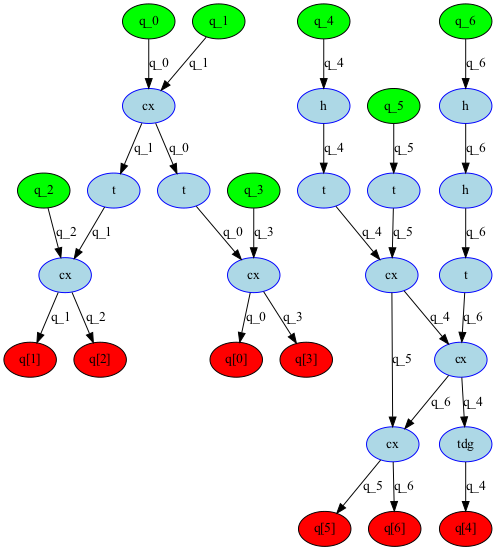 q_0 q_1 q_4 q_6
q_0 q_1 q_4 q_6
cx h q_5 h
q_1 q_0 q_4 q_5 q_6
q_2 t t q_3 t t h
q_2 q_1 q_0 q_3 q_4 q_5 q_6
cx cx cx t
q_1 q_2 q_0 q_3 q_4 q_6
q[1] q[2] q[0] q[3] q_5 cx
q_6 q_4
cx tdg
q_5 q_6 q_4
q[5] q[6] q[4]